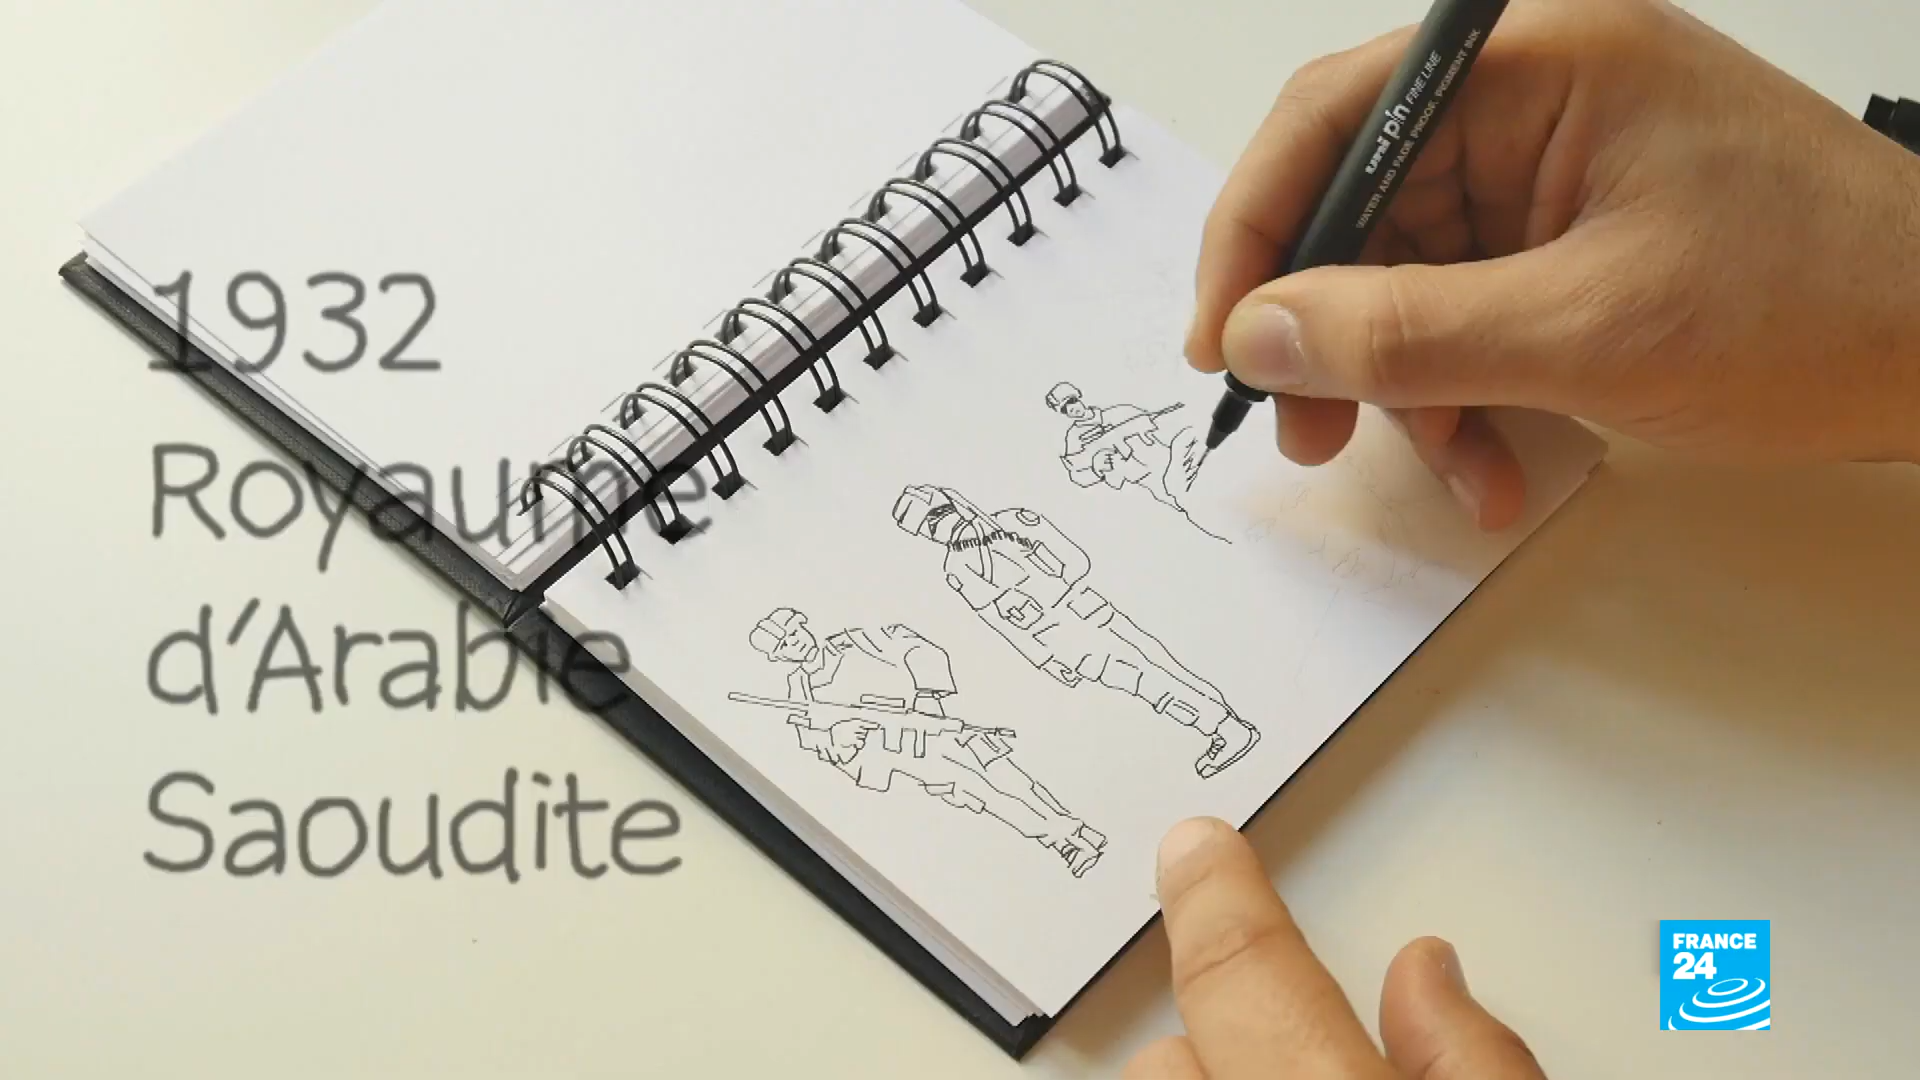 1932
Royaume
d'Arabie
Saoudite
uni pin FINE LINE
WATER AND FADE PROOF, PIGMENT INK
FRANCE
24